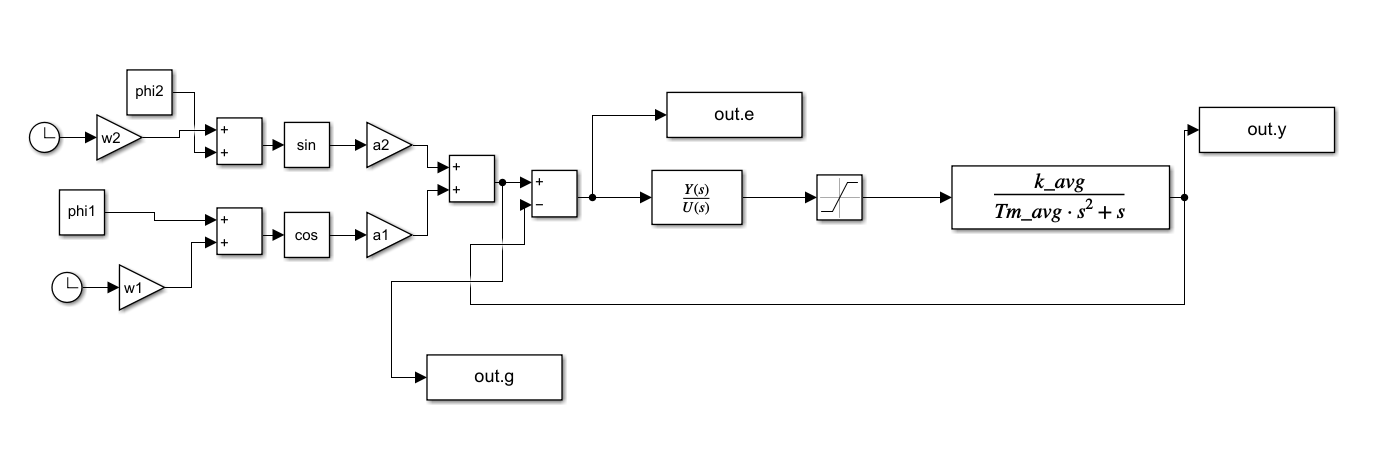 phi2
w2
+
+
sin
a2
phi1
w1
+
+
cos
a1
+
+
+
−
out.e
Y(s)
U(s)
k_avg
Tm_avg · s² + s
out.y
out.g